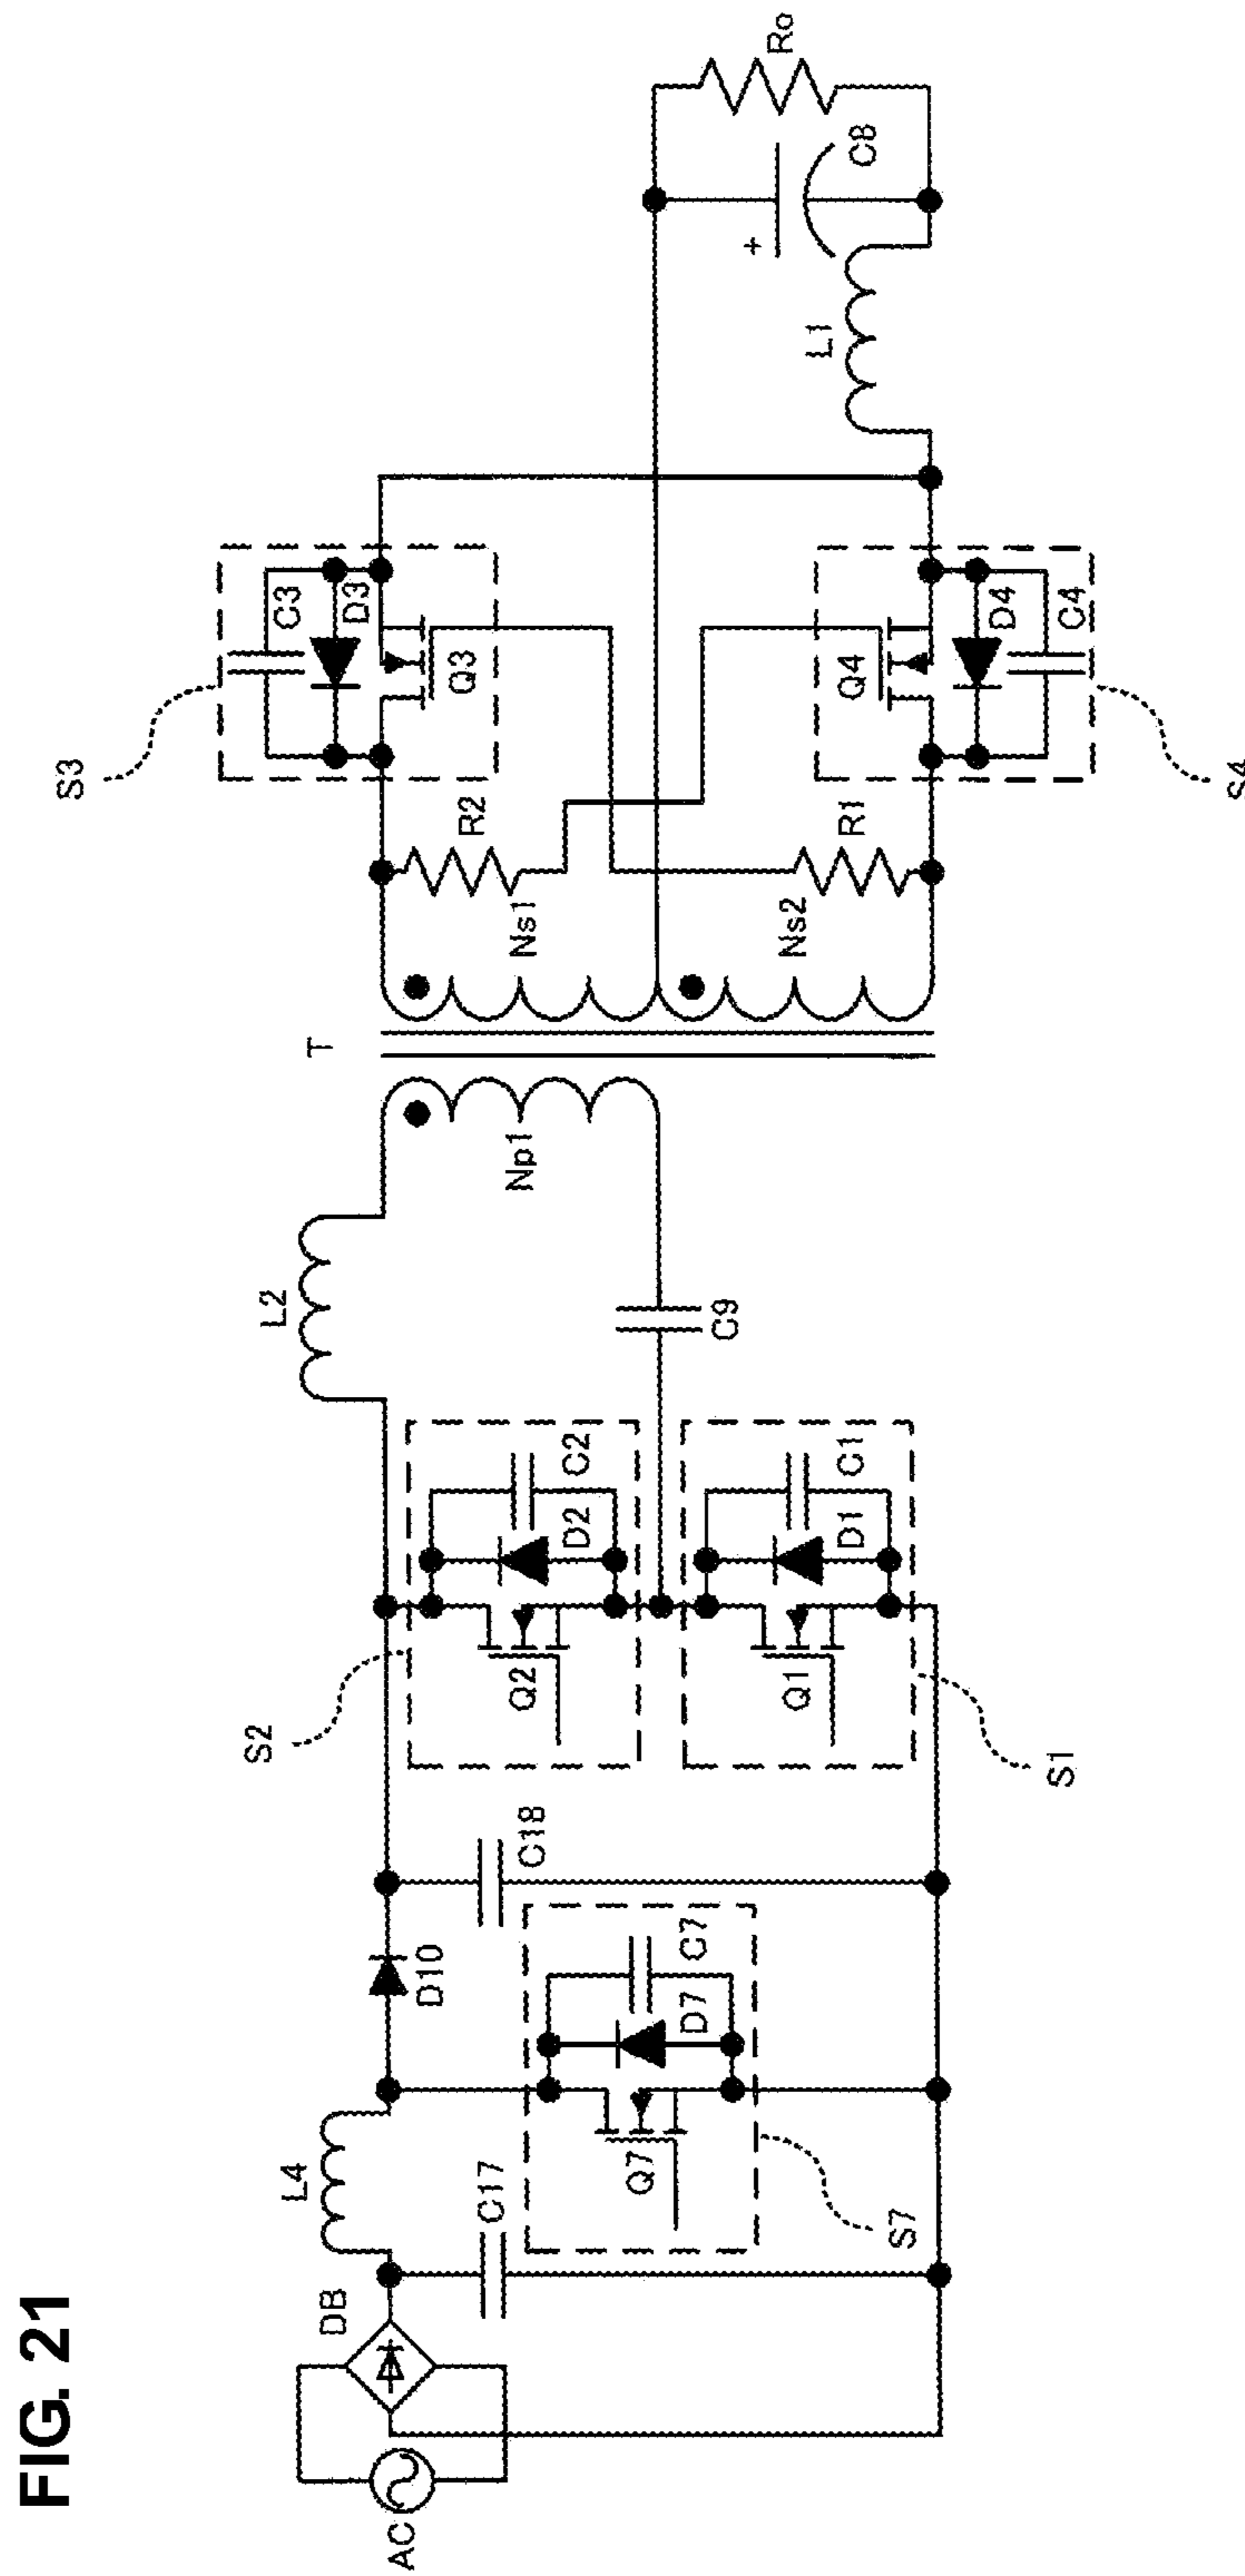 FIG. 21
AC
DB
L4
C17
Q7
D7
C7
S7
D10
C18
S2
Q2
D2
C2
S1
Q1
D1
C1
L2
C9
Np1
T
Ns1
Ns2
R2
R1
S3
C3
D3
Q3
S4
Q4
D4
C4
L1
+
C8
Ro